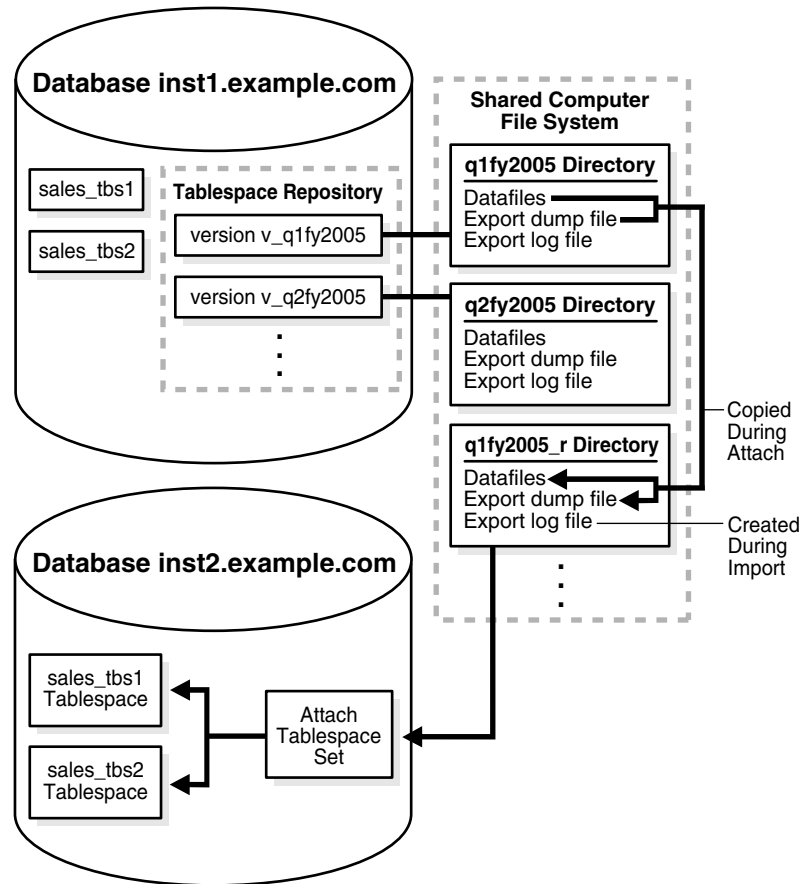 Database inst1.example.com
sales_tbs1
sales_tbs2
Tablespace Repository
version v_q1fy2005
version v_q2fy2005
Shared Computer
File System
q1fy2005 Directory
Datafiles
Export dump file
Export log file
q2fy2005 Directory
Datafiles
Export dump file
Export log file
q1fy2005_r Directory
Datafiles
Export dump file
Export log file
Copied
During
Attach
Created
During
Import
Database inst2.example.com
sales_tbs1
Tablespace
sales_tbs2
Tablespace
Attach
Tablespace
Set